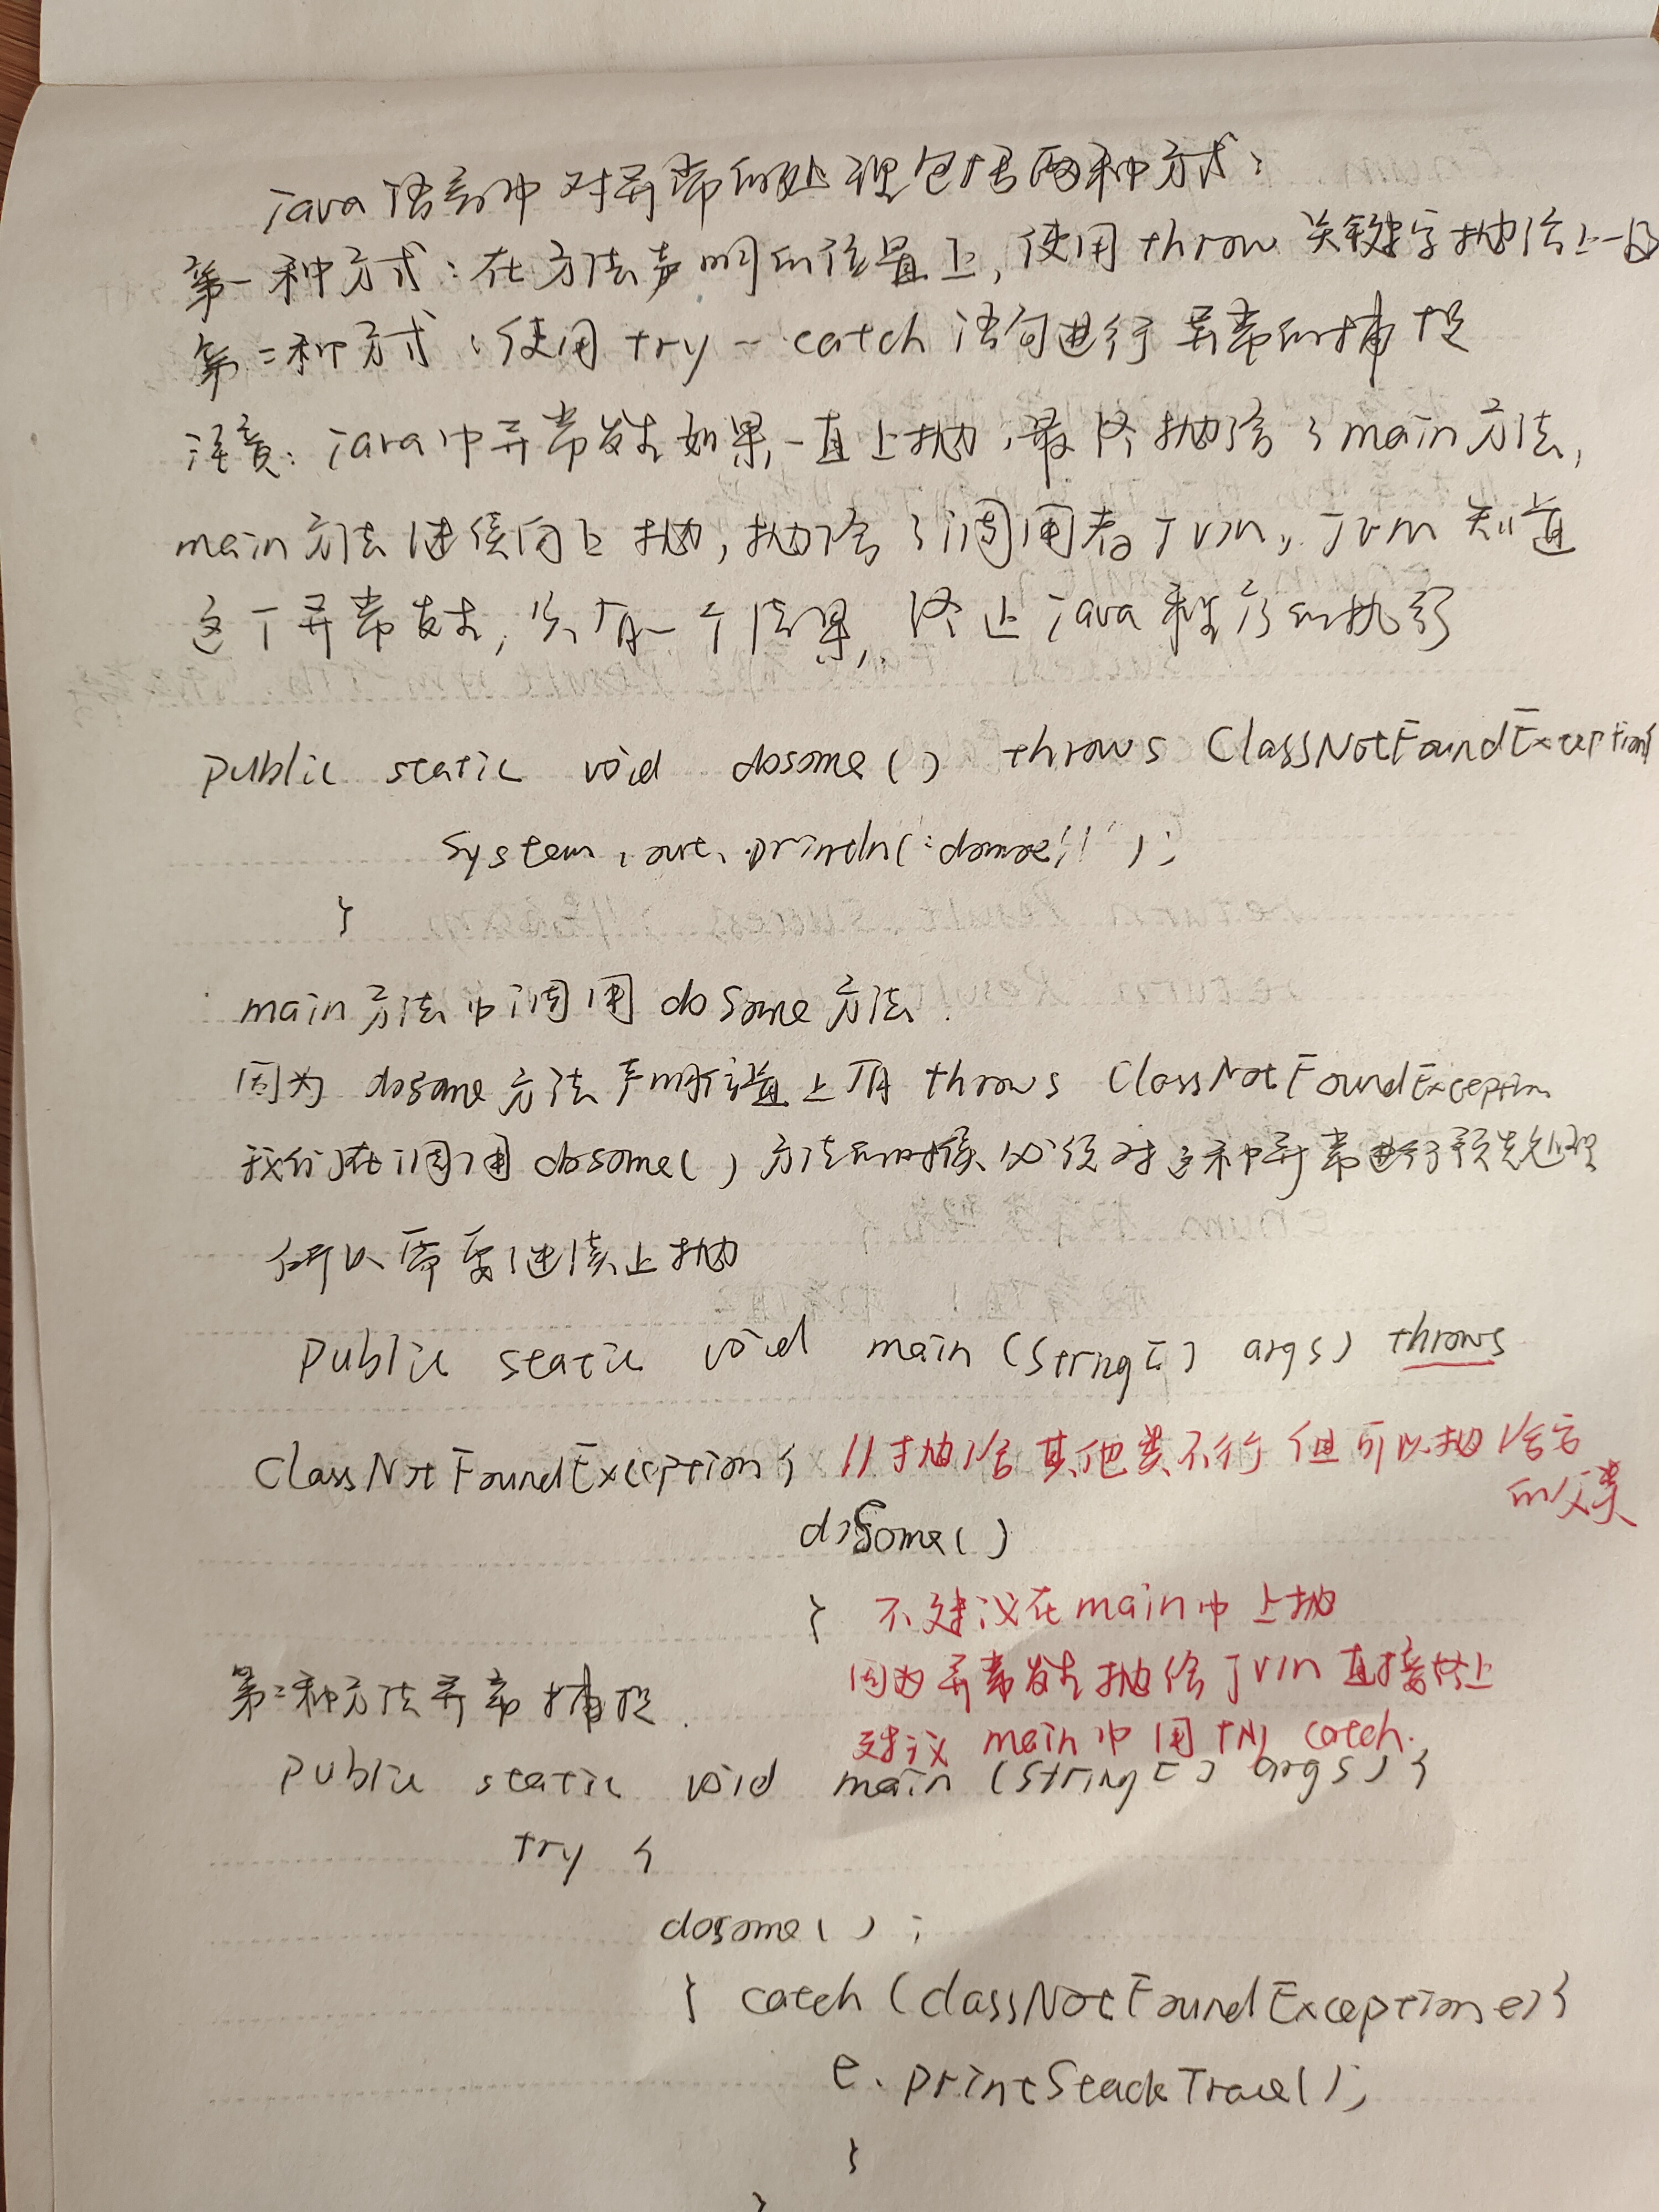 java语言中对异常的处理包括两种方式:
第一种方式:在方法声明的位置上,使用throw关键字抛给上一级
第二种方式:使用try--catch语句进行异常的捕捉
注意:java中异常发生如果一直上抛,最终抛给了main方法,
main方法继续向上抛,抛给了调用者JVM,JVM知道
这个异常发生,只有一个结果,终止java程序的执行
public static void dosome() throws ClassNotFoundException{
System.out.println(
}
main方法中调用doSome方法.
因为dosome方法声明位置上有throws ClassNotFoundException
我们在调用dosome()方法的时候必须对这种异常进行预先处理
所以需要继续上抛
public static void main (String[] args) throws
ClassNotFoundException{ //抛给其他类不行但可以抛给它
的父类
doSome()
} 不建议在main中上抛
因为异常发生抛给JVM直接终止
第二种方法异常捕捉.
建议main中用try catch.
public static void main (String[] args) {
try {
dosome();
} catch (classNotFoundException e){
e.printStackTrace();
}
}